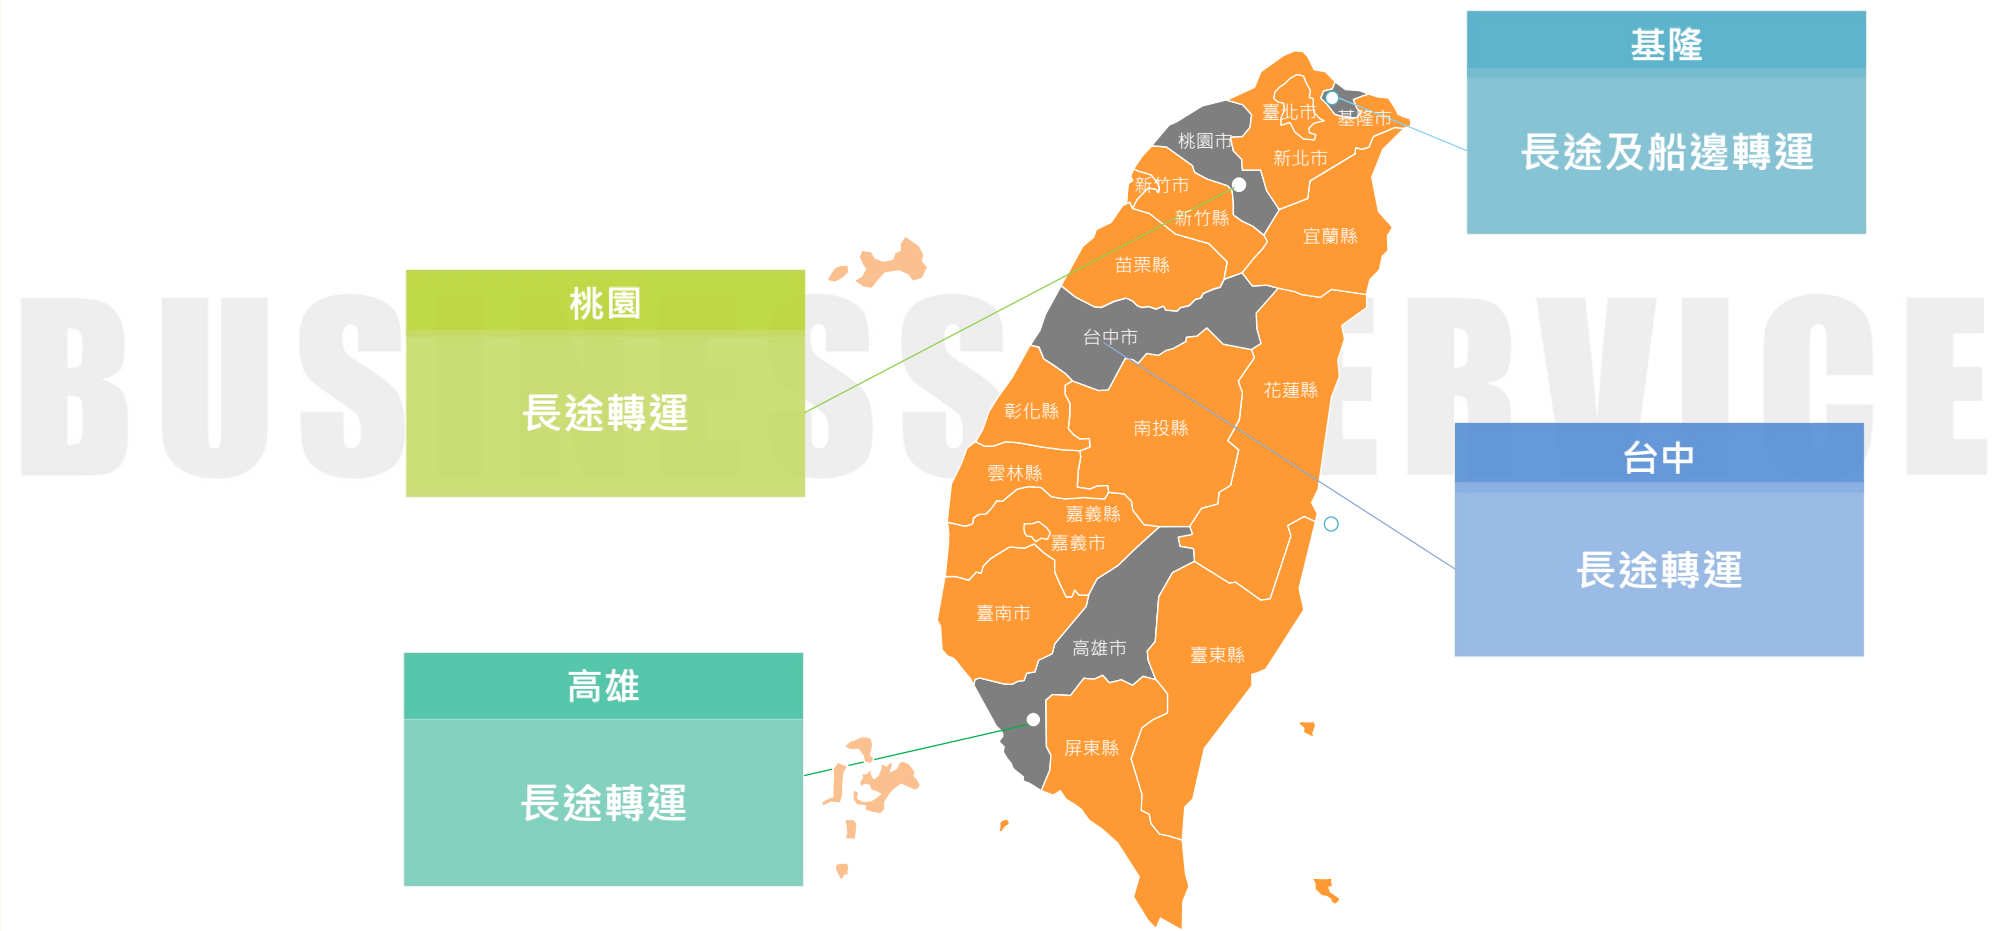 BUSINESS SERVICE
基隆
長途及船邊轉運
桃園
長途轉運
台中
長途轉運
高雄
長途轉運
臺北市
基隆市
桃園市
新北市
新竹市
新竹縣
宜蘭縣
苗栗縣
台中市
花蓮縣
彰化縣
南投縣
雲林縣
嘉義縣
嘉義市
臺南市
高雄市
臺東縣
屏東縣